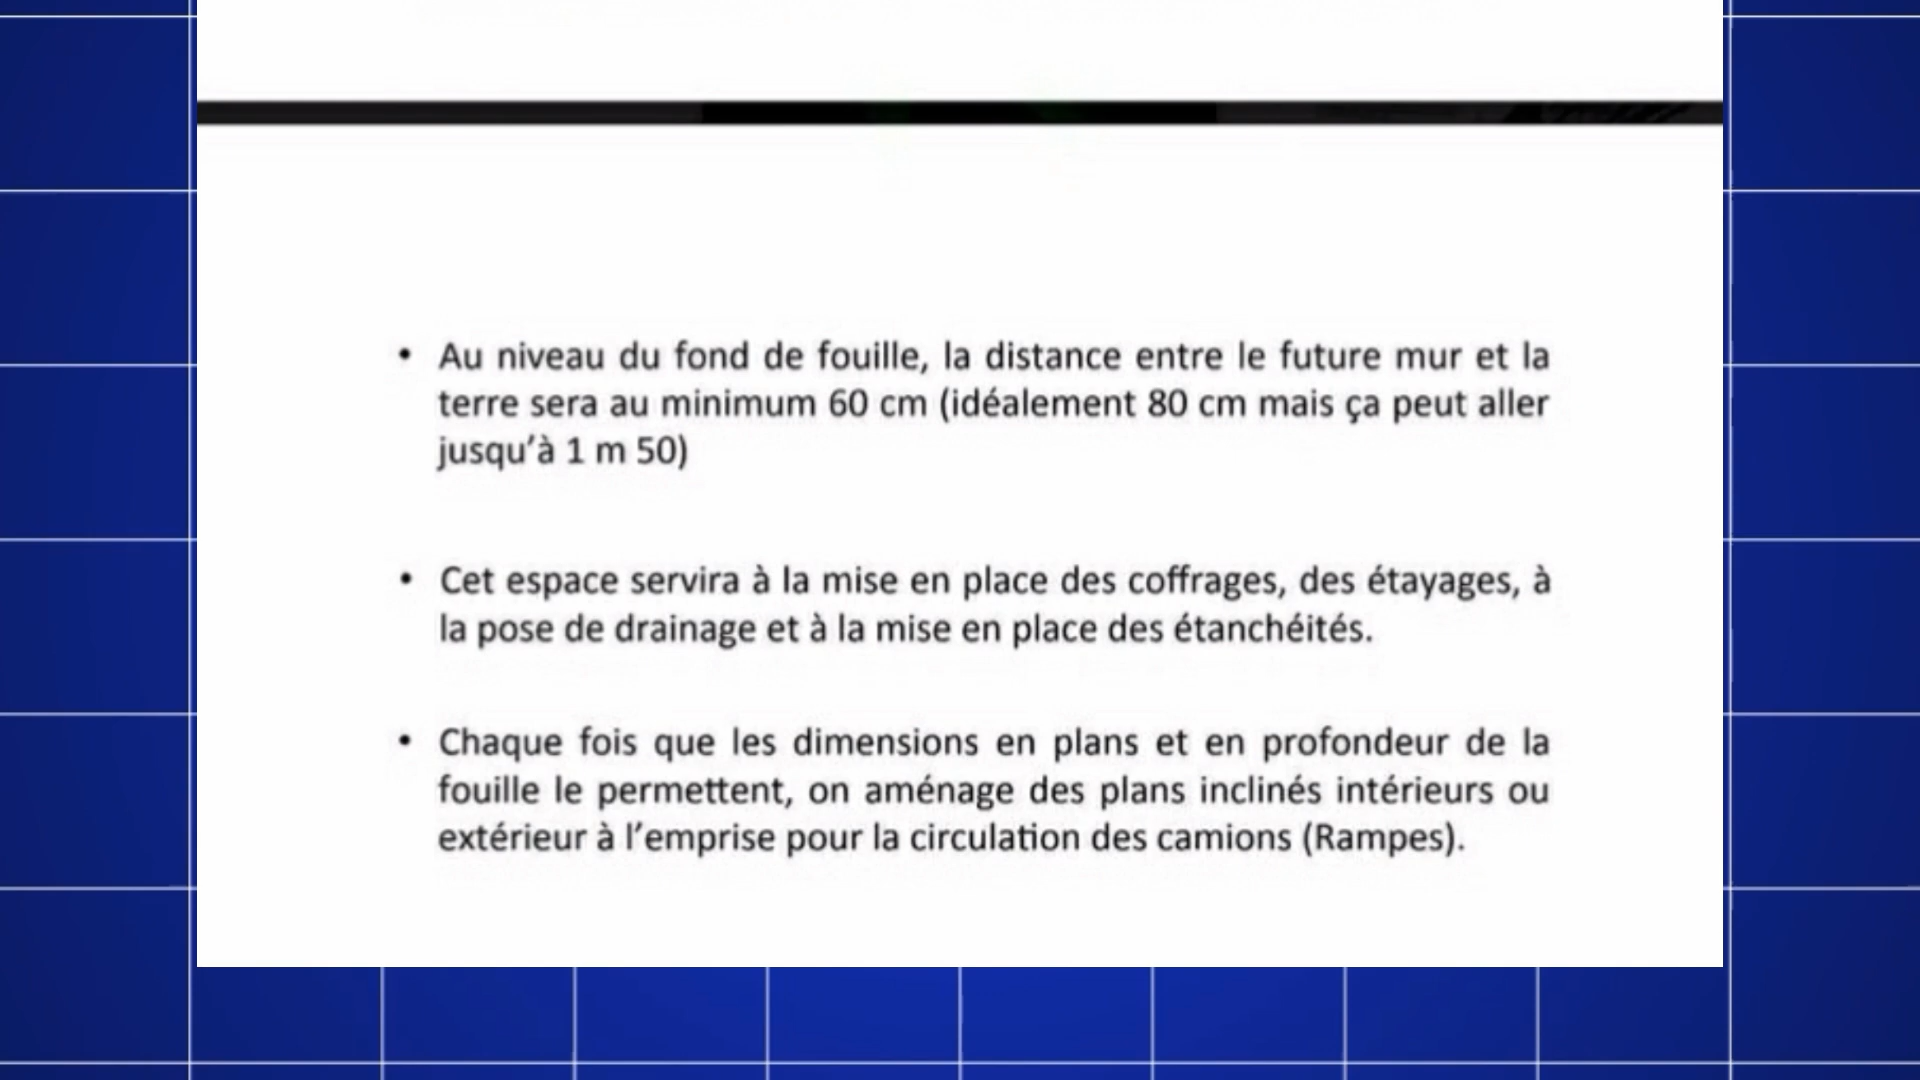 • Au niveau du fond de fouille, la distance entre le future mur et la
terre sera au minimum 60 cm (idéalement 80 cm mais ça peut aller
jusqu’à 1 m 50)
• Cet espace servira à la mise en place des coffrages, des étayages, à
la pose de drainage et à la mise en place des étanchéités.
• Chaque fois que les dimensions en plans et en profondeur de la
fouille le permettent, on aménage des plans inclinés intérieurs ou
extérieur à l’emprise pour la circulation des camions (Rampes).